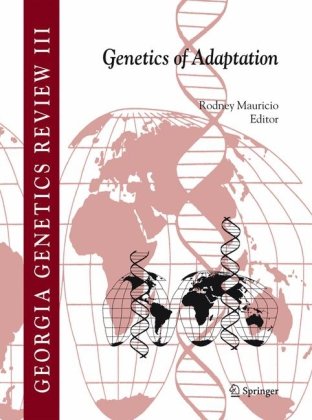 GEORGIA GENETICS REVIEW III
Genetics of Adaptation
Rodney Mauricio
Editor
Springer